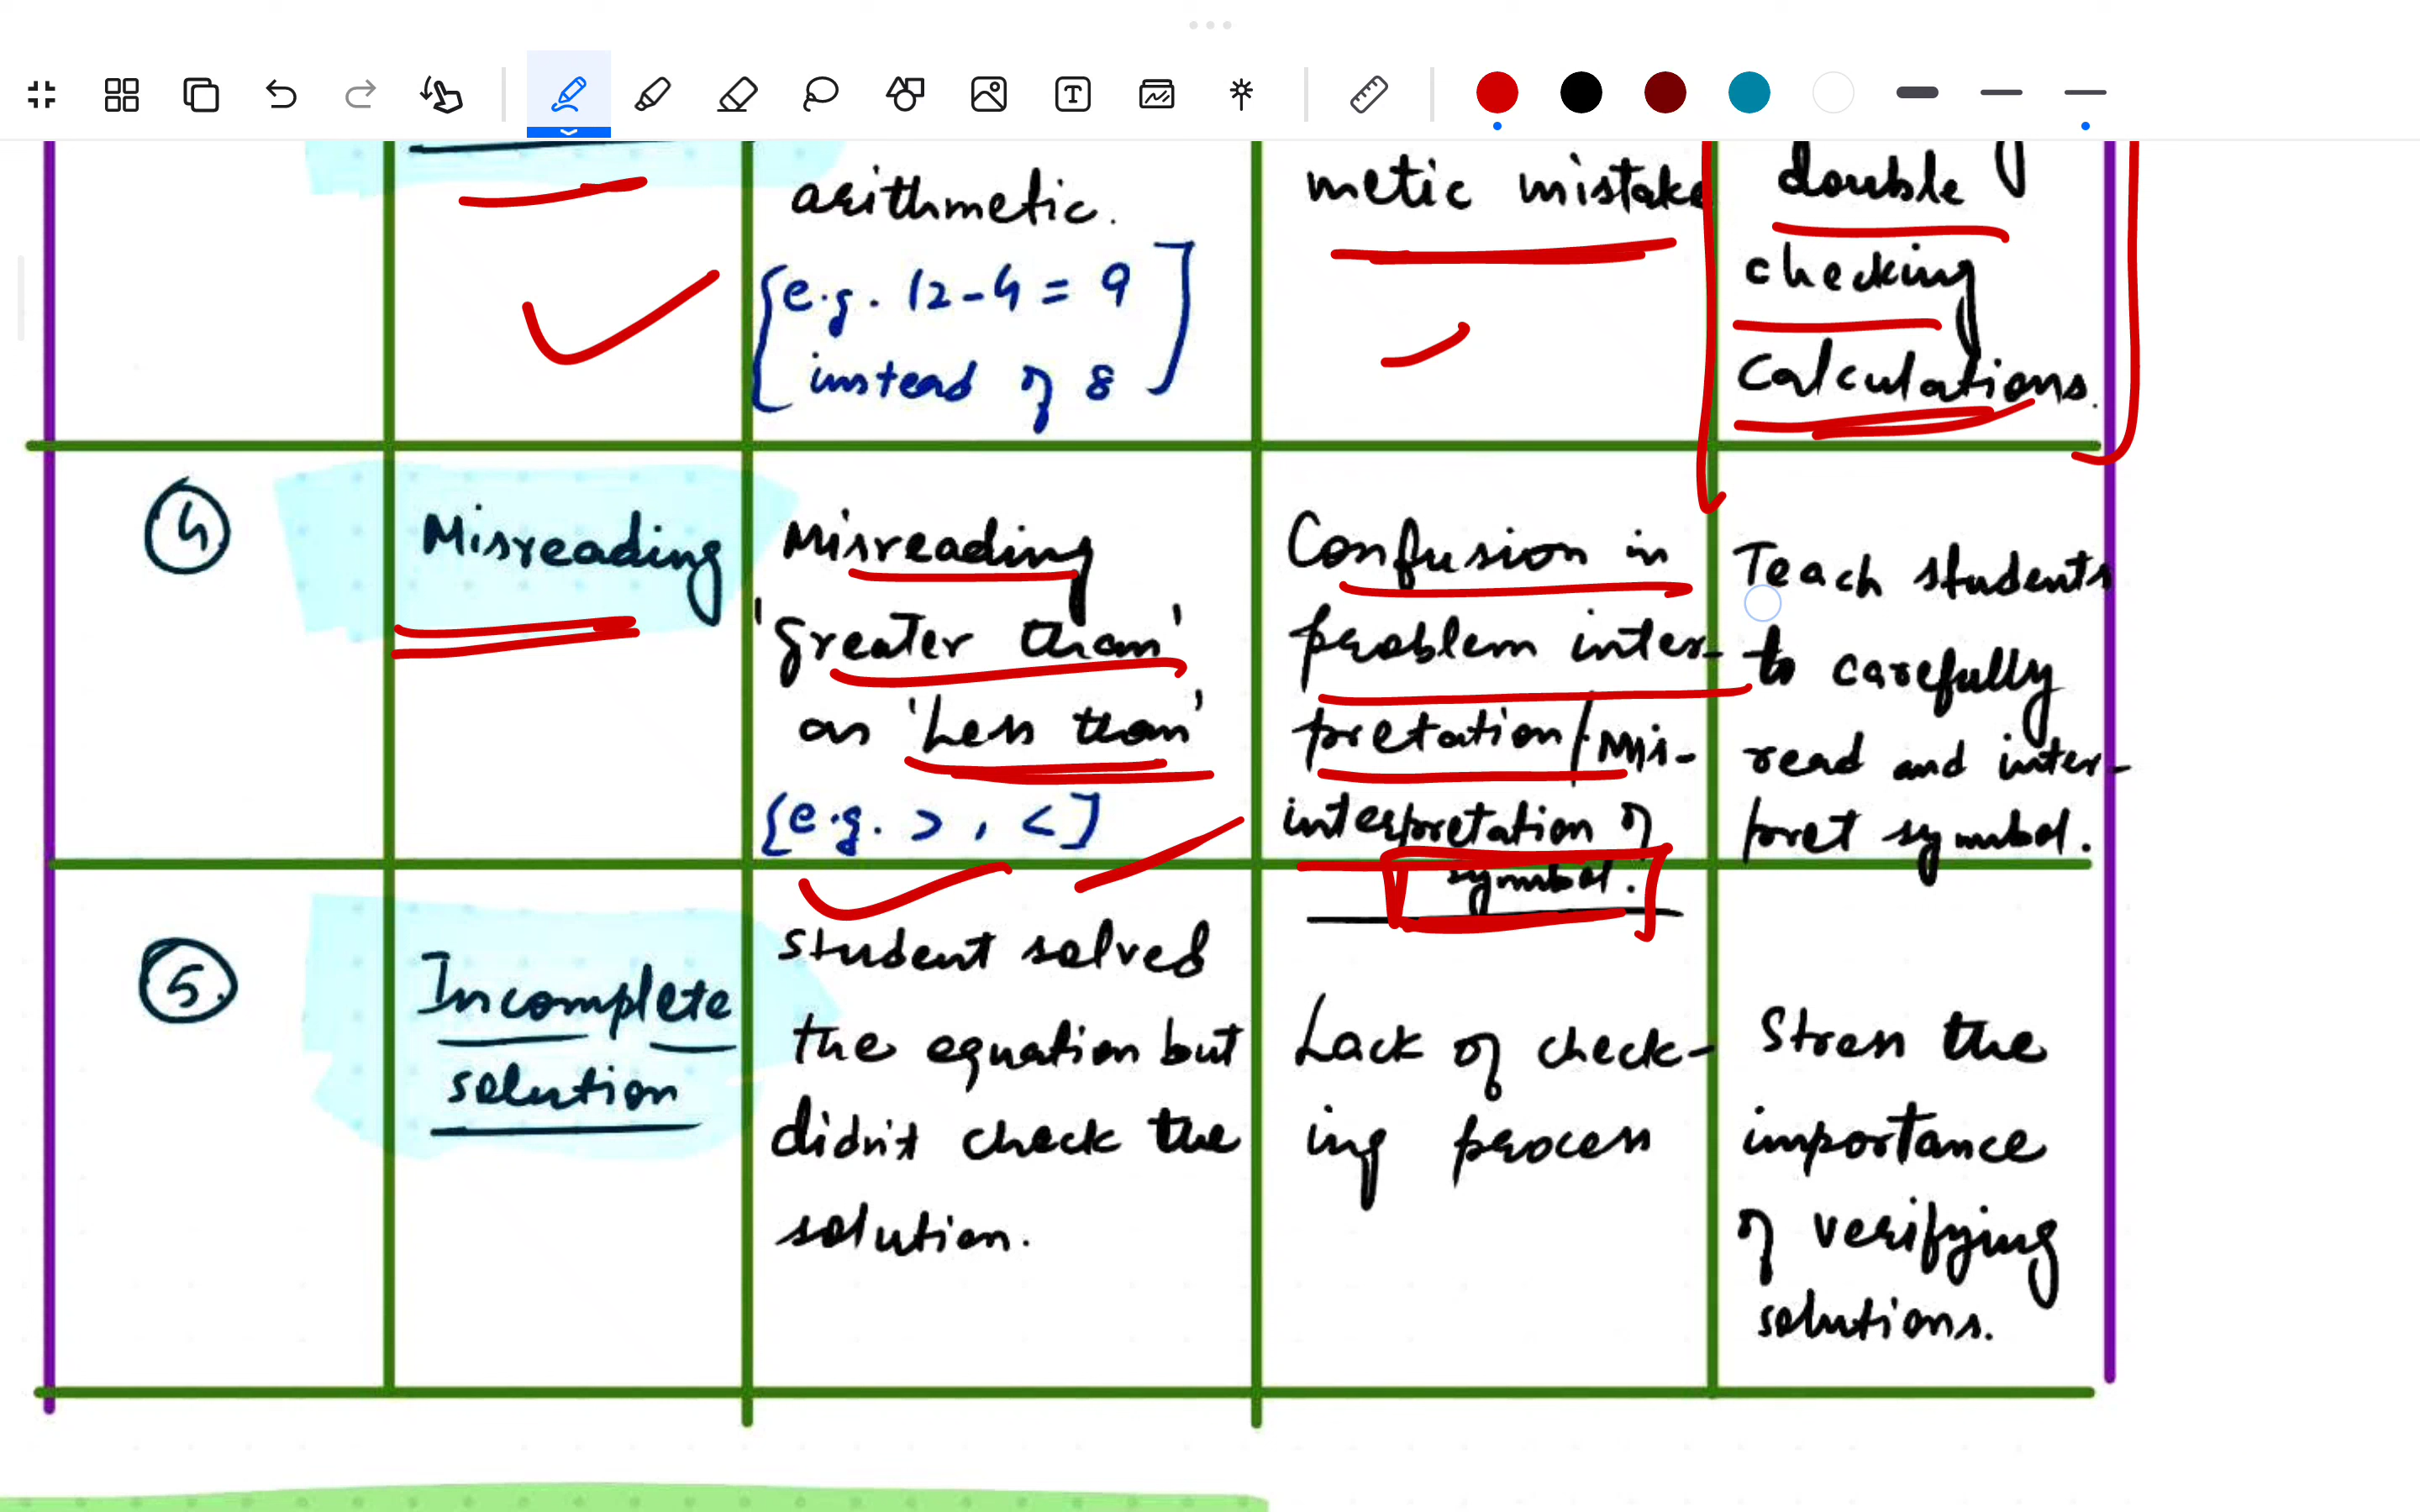 arithmetic.
[e.g. 12-4 = 9
instead of 8]
metic mistake
double
checking
Calculations.
4
Misreading
Misreading
'greater than'
as 'Less than'
[e.g. >, <]
Confusion in
problem inter-
pretation/Mis-
interpretation of
symbol.
Teach students
to carefully
read and inter-
pret symbol.
5.
Incomplete
solution
Student solved
the equation but
didn't check the
solution.
Lack of check-
ing process
Stress the
importance
of verifying
solutions.